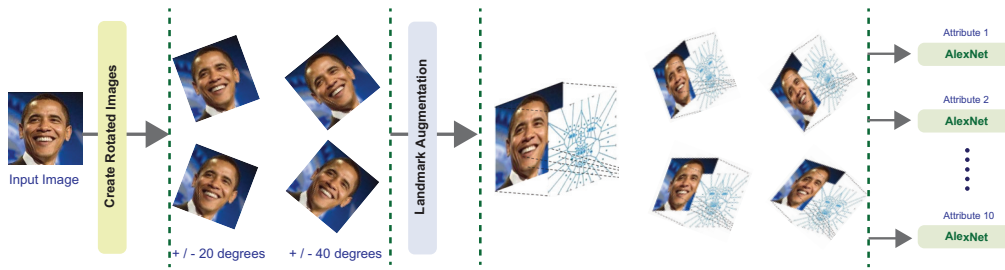 Input Image
Create Rotated Images
+ / - 20 degrees
+ / - 40 degrees
Landmark Augmentation
Attribute 1
AlexNet
Attribute 2
AlexNet
Attribute 10
AlexNet